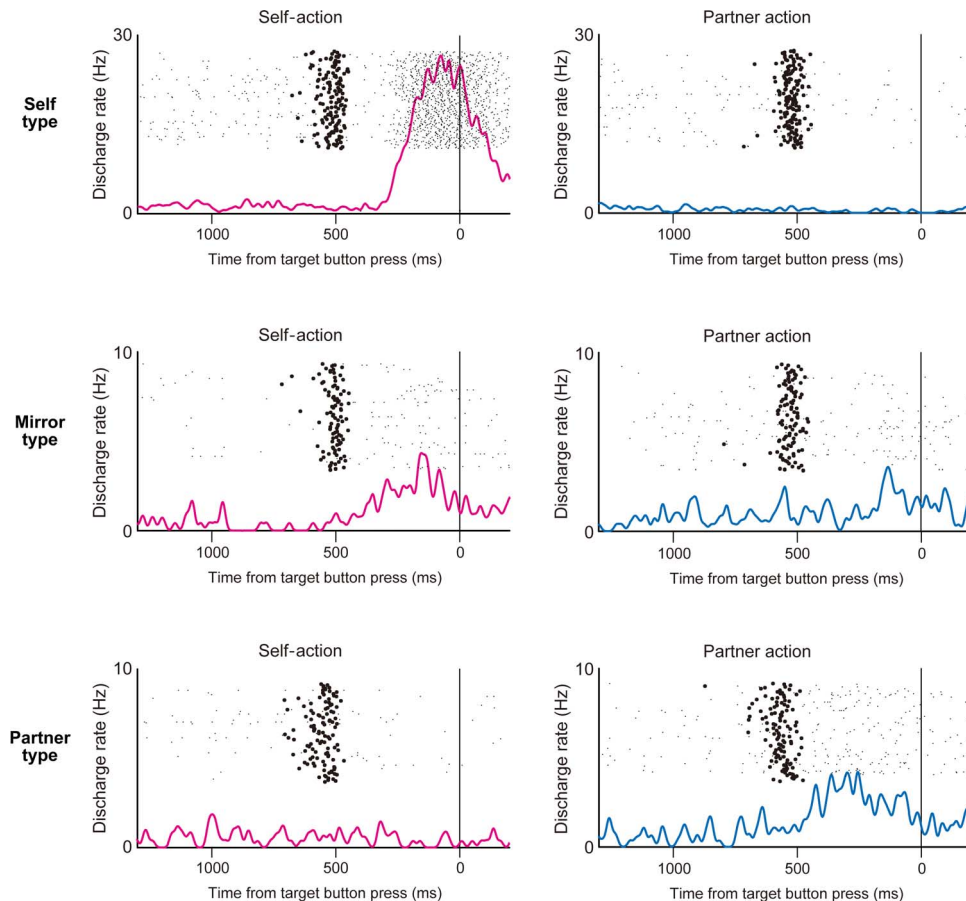 Self-action
Partner action
Self
type
Discharge rate (Hz)
30
0
1000
500
0
Time from target button press (ms)
Discharge rate (Hz)
30
0
1000
500
0
Time from target button press (ms)
Self-action
Partner action
Mirror
type
Discharge rate (Hz)
10
0
1000
500
0
Time from target button press (ms)
Discharge rate (Hz)
10
0
1000
500
0
Time from target button press (ms)
Self-action
Partner action
Partner
type
Discharge rate (Hz)
10
0
1000
500
0
Time from target button press (ms)
Discharge rate (Hz)
10
0
1000
500
0
Time from target button press (ms)